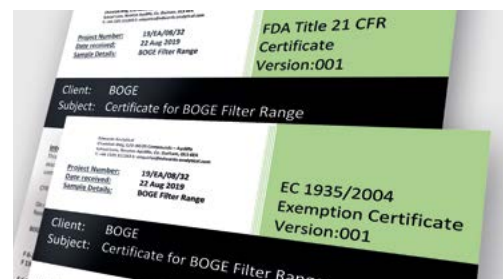 Project Number: 19/EA/08/32
Date received: 22 Aug 2019
Sample Details: BOGE Filter Range
FDA Title 21 CFR
Certificate
Version:001
Client: BOGE
Subject: Certificate for BOGE Filter Range
Edwards Analytical
Project Number: 19/EA/08/32
Date received: 22 Aug 2019
Sample Details: BOGE Filter Range
EC 1935/2004
Exemption Certificate
Version:001
Client: BOGE
Subject: Certificate for BOGE Filter Range